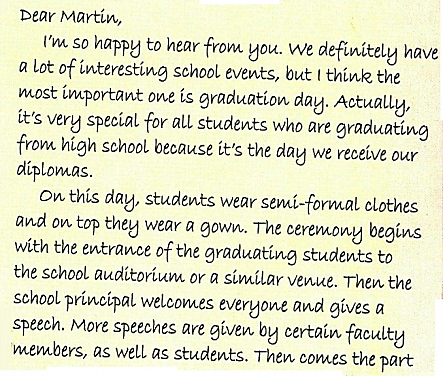 Dear Martin,
I'm so happy to hear from you. We definitely have
a lot of interesting school events, but I think the
most important one is graduation day. Actually,
it's very special for all students who are graduating
from high school because it's the day we receive our
diplomas.
On this day, students wear semi-formal clothes
and on top they wear a gown. The ceremony begins
with the entrance of the graduating students to
the school auditorium or a similar venue. Then the
school principal welcomes everyone and gives a
speech. More speeches are given by certain faculty
members, as well as students. Then comes the part